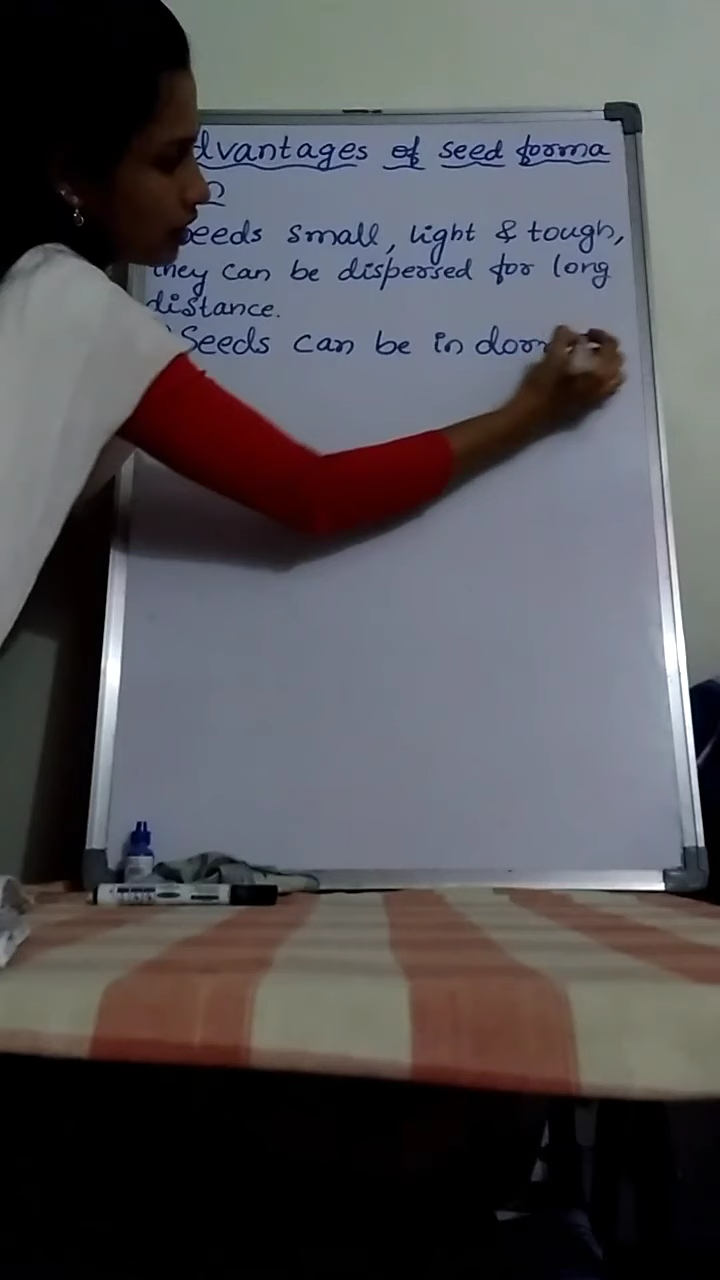 dvantages of seed forma
n
seeds small, light & tough,
they can be dispersed for long
distance.
Seeds can be in dor